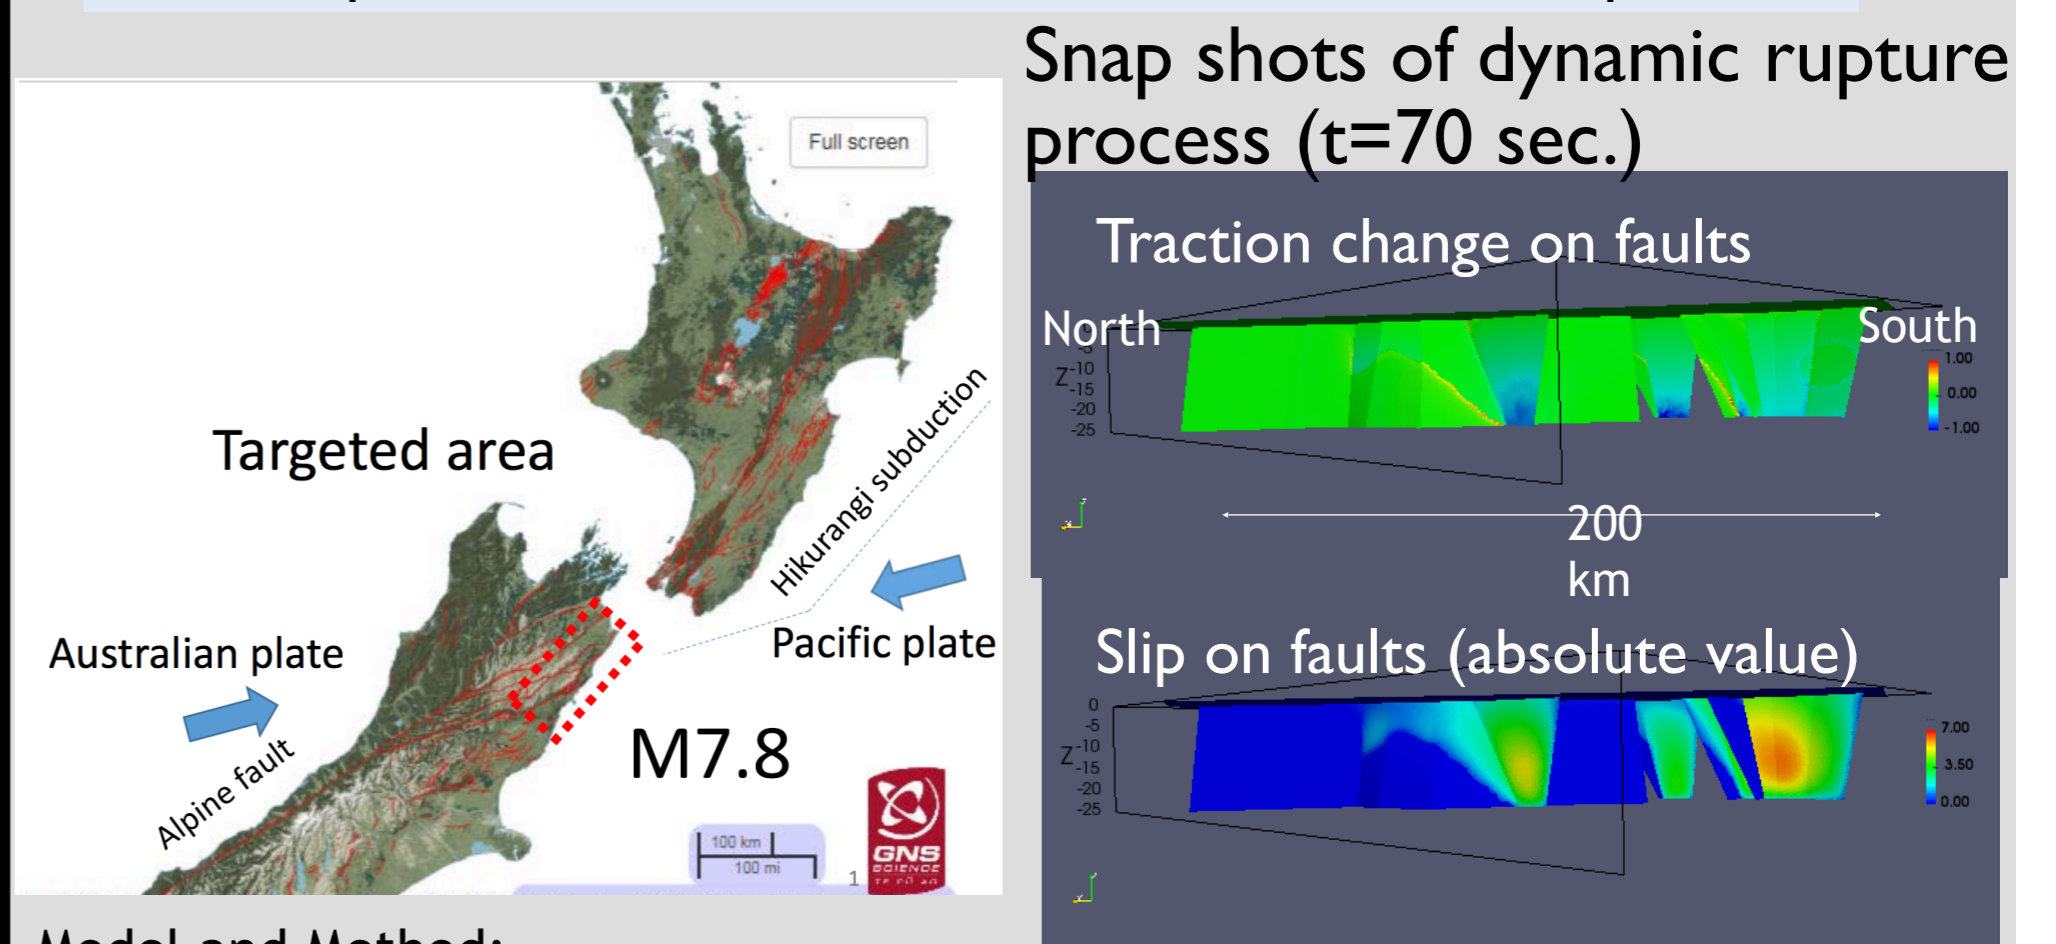 Full screen
Targeted area
Hikurangi subduction
Australian plate
Pacific plate
Alpine fault
M7.8
100 km
100 mi
1
GNS
SCIENCE
Snap shots of dynamic rupture
process (t=70 sec.)
Traction change on faults
North
South
-5
Z
-10
-15
-20
-25
1.00
0.00
-1.00
200
km
Slip on faults (absolute value)
0
-5
Z
-10
-15
-20
-25
7.00
3.50
0.00
Model and Method: